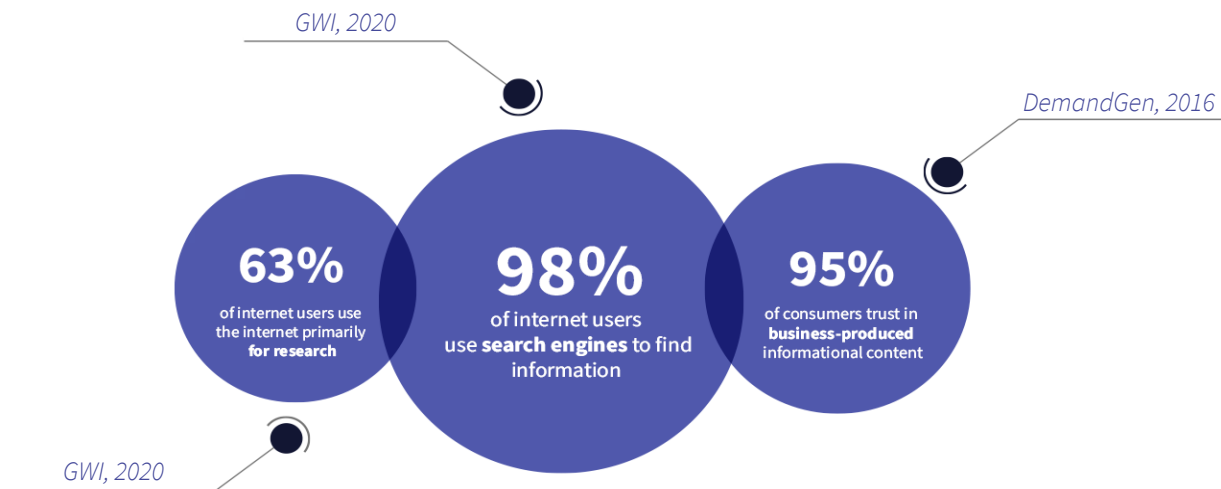 GWI, 2020
DemandGen, 2016
63%
of internet users use
the internet primarily
for research
98%
of internet users
use search engines to find
information
95%
of consumers trust in
business-produced
informational content
GWI, 2020